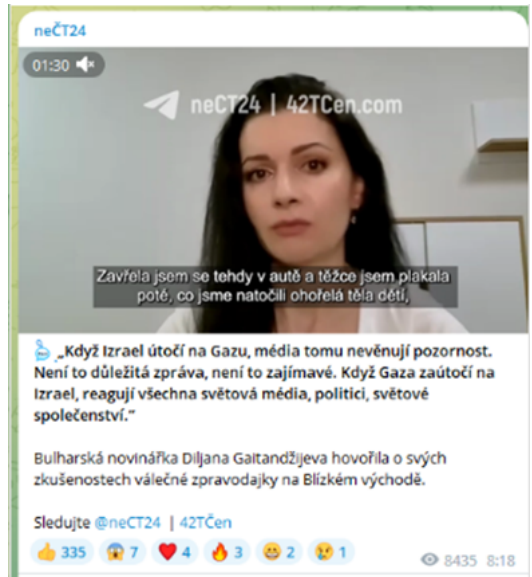 neČT24
01:30
neCT24 | 42TCen.com
Zavřela jsem se tehdy v autě a těžce jsem plakala
poté, co jsme natočili ohořelá těla dětí,
„Když Izrael útočí na Gazu, média tomu nevěnují pozornost.
Není to důležitá zpráva, není to zajímavé. Když Gaza zaútočí na
Izrael, reagují všechna světová média, politici, světové
společenství.“
Bulharská novinářka Diljana Gaitandžijeva hovořila o svých
zkušenostech válečné zpravodajky na Blízkém východě.
Sledujte @neCT24 | 42TČen
335 7 4 3 2 1
8435 8:18